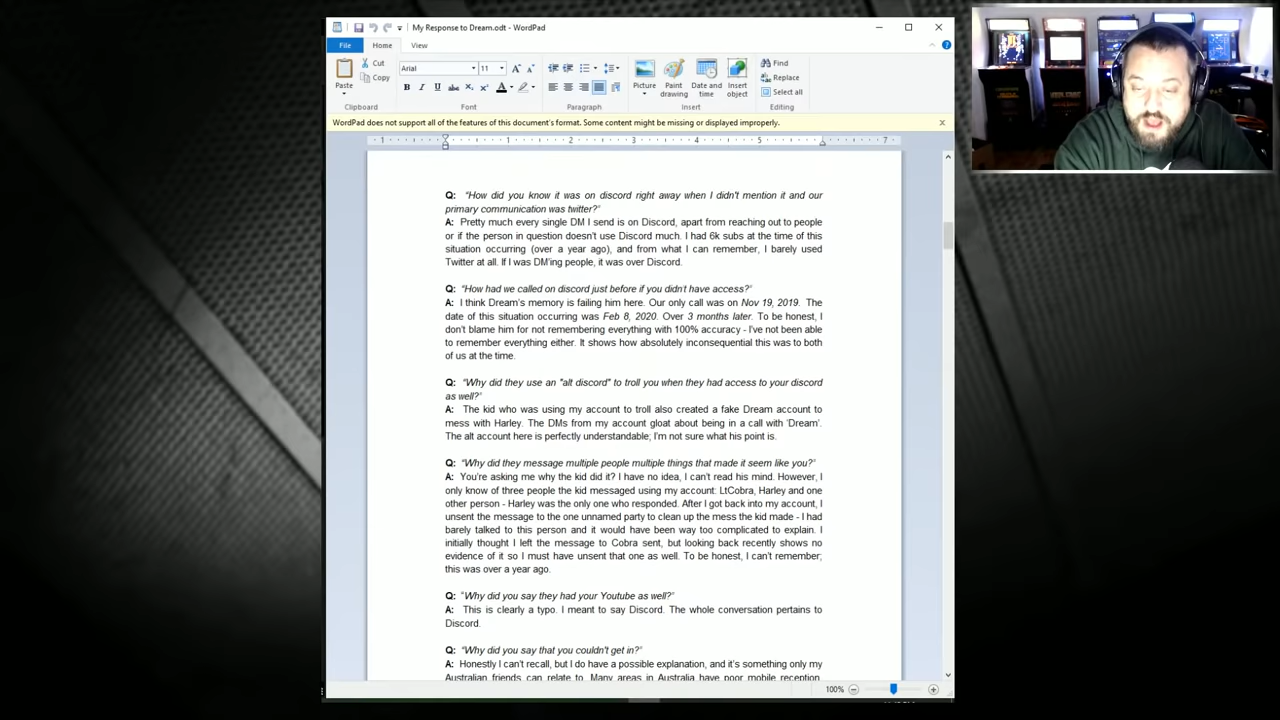 My Response to Dream.odt - WordPad
File
Home
View
Paste
Cut
Copy
Clipboard
Arial
11
Font
Paragraph
Picture
Paint drawing
Date and time
Insert object
Insert
Find
Replace
Select all
Editing
WordPad does not support all of the features of this document's format. Some content might be missing or displayed improperly.
1 1 2 3 4 5 7
Q: "How did you know it was on discord right away when I didn't mention it and our
primary communication was twitter?"
A: Pretty much every single DM I send is on Discord, apart from reaching out to people
or if the person in question doesn't use Discord much. I had 6k subs at the time of this
situation occurring (over a year ago), and from what I can remember, I barely used
Twitter at all. If I was DM'ing people, it was over Discord.
Q: "How had we called on discord just before if you didn't have access?"
A: I think Dream's memory is failing him here. Our only call was on Nov 19, 2019. The
date of this situation occurring was Feb 8, 2020. Over 3 months later. To be honest, I
don't blame him for not remembering everything with 100% accuracy - I've not been able
to remember everything either. It shows how absolutely inconsequential this was to both
of us at the time.
Q: "Why did they use an "alt discord" to troll you when they had access to your discord
as well?"
A: The kid who was using my account to troll also created a fake Dream account to
mess with Harley. The DMs from my account gloat about being in a call with 'Dream'.
The alt account here is perfectly understandable; I'm not sure what his point is.
Q: "Why did they message multiple people multiple things that made it seem like you?"
A: You're asking me why the kid did it? I have no idea, I can't read his mind. However, I
only know of three people the kid messaged using my account: LtCobra, Harley and one
other person - Harley was the only one who responded. After I got back into my account, I
unsent the message to the one unnamed party to clean up the mess the kid made - I had
barely talked to this person and it would have been way too complicated to explain. I
initially thought I left the message to Cobra sent, but looking back recently shows no
evidence of it so I must have unsent that one as well. To be honest, I can't remember;
this was over a year ago.
Q: "Why did you say they had your Youtube as well?"
A: This is clearly a typo. I meant to say Discord. The whole conversation pertains to
Discord.
Q: "Why did you say that you couldn't get in?"
A: Honestly I can't recall, but I do have a possible explanation, and it's something only my
Australian friends can relate to. Many areas in Australia have poor mobile reception,
100%